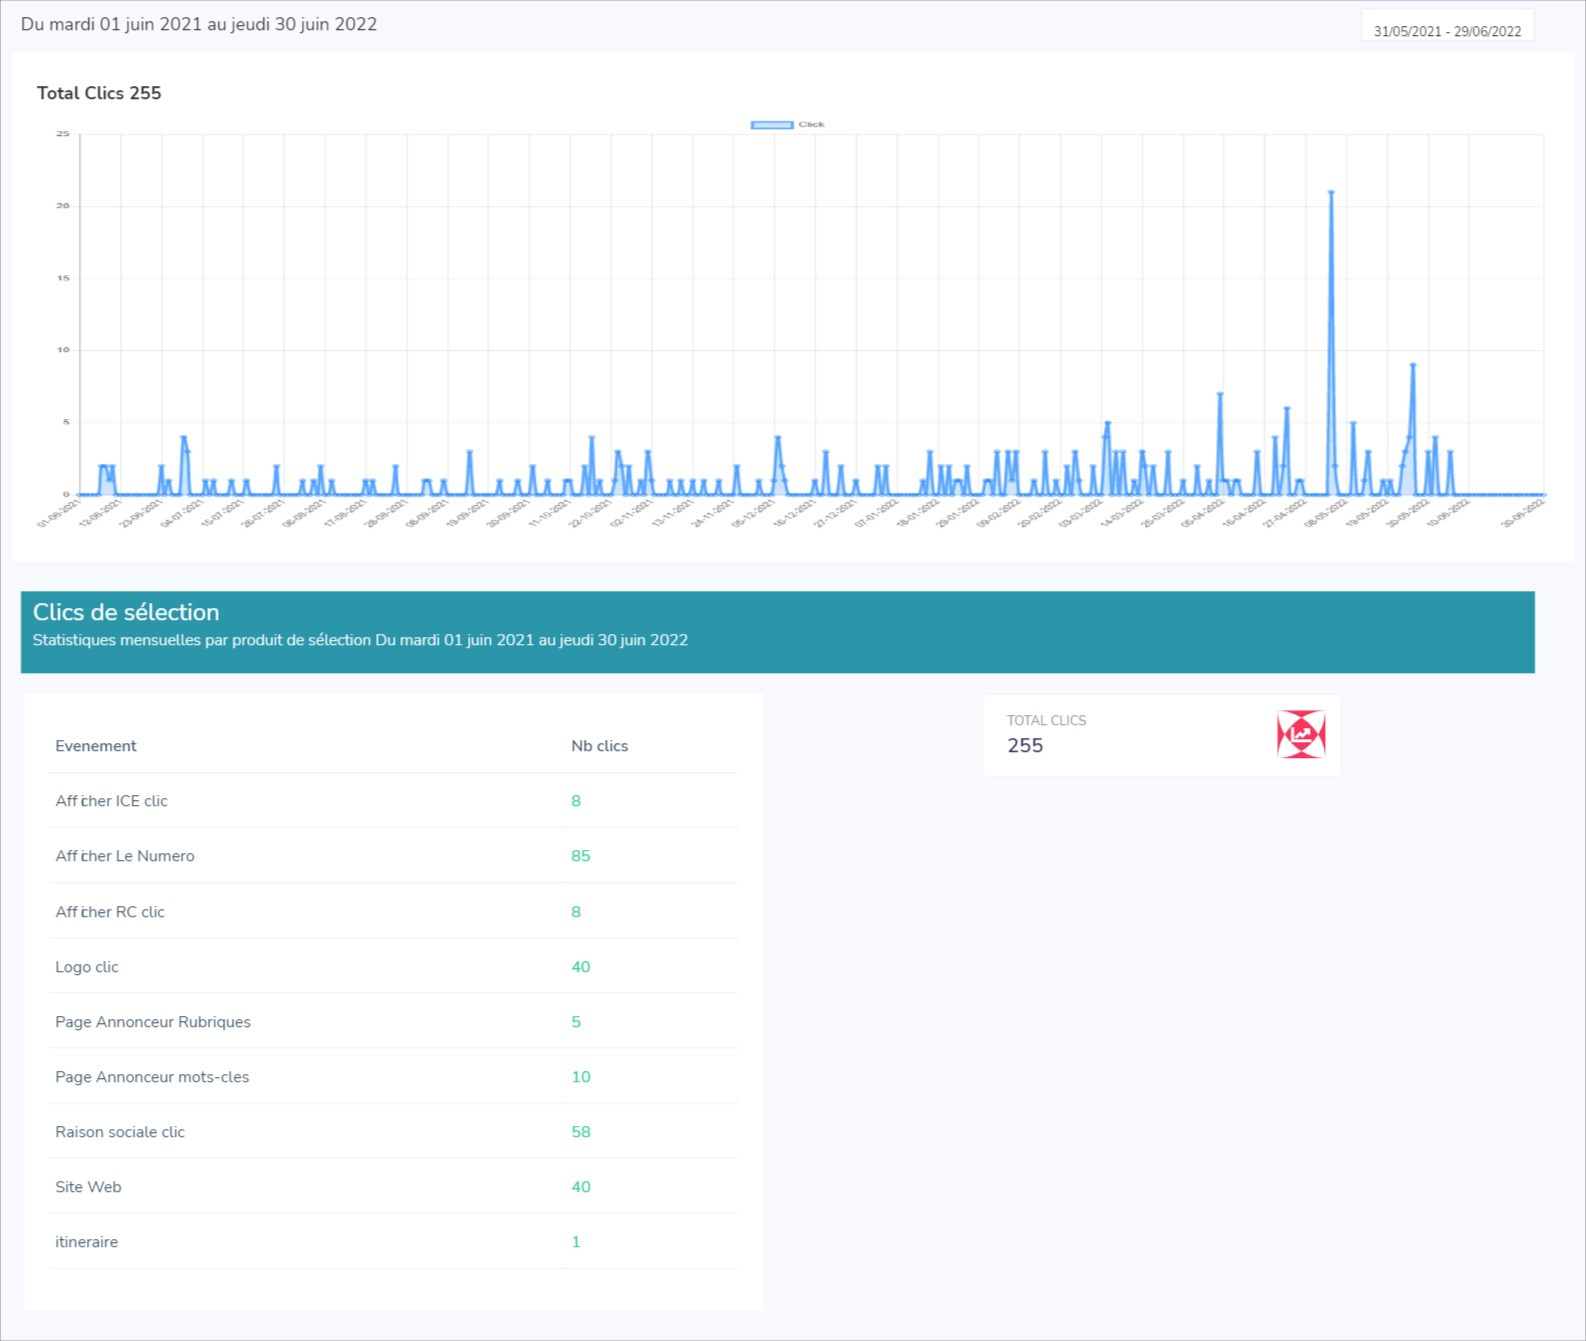 Du mardi 01 juin 2021 au jeudi 30 juin 2022
31/05/2021 - 29/06/2022
Total Clics 255
Click
25
20
15
10
5
0
01-06-2021 12-06-2021 23-06-2021 04-07-2021 15-07-2021 26-07-2021 06-08-2021 17-08-2021 28-08-2021 08-09-2021 19-09-2021 30-09-2021 11-10-2021 22-10-2021 02-11-2021 13-11-2021 24-11-2021 05-12-2021 16-12-2021 27-12-2021 07-01-2022 18-01-2022 29-01-2022 09-02-2022 20-02-2022 03-03-2022 14-03-2022 25-03-2022 05-04-2022 16-04-2022 27-04-2022 08-05-2022 19-05-2022 30-05-2022 10-06-2022 30-06-2022
Clics de sélection
Statistiques mensuelles par produit de sélection Du mardi 01 juin 2021 au jeudi 30 juin 2022
Evenement Nb clics
Afficher ICE clic 8
Afficher Le Numero 85
Afficher RC clic 8
Logo clic 40
Page Annonceur Rubriques 5
Page Annonceur mots-cles 10
Raison sociale clic 58
Site Web 40
itineraire 1
TOTAL CLICS
255